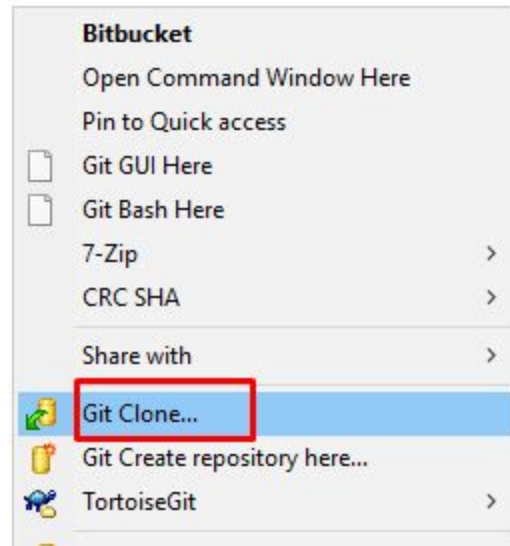 Bitbucket
Open Command Window Here
Pin to Quick access
Git GUI Here
Git Bash Here
7-Zip
CRC SHA
Share with
Git Clone...
Git Create repository here...
TortoiseGit